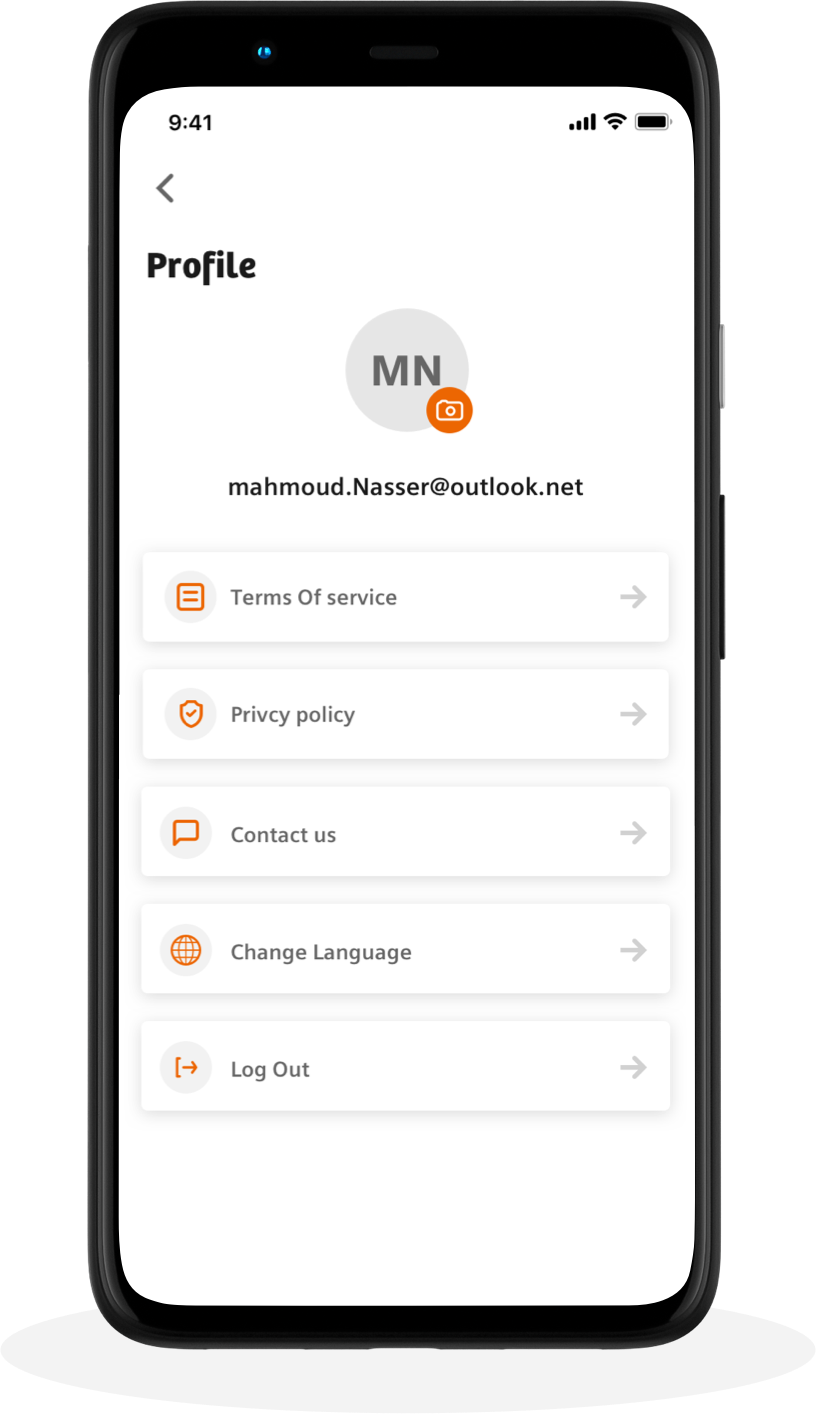 9:41
Profile
MN
mahmoud.Nasser@outlook.net
Terms Of service
Privcy policy
Contact us
Change Language
Log Out